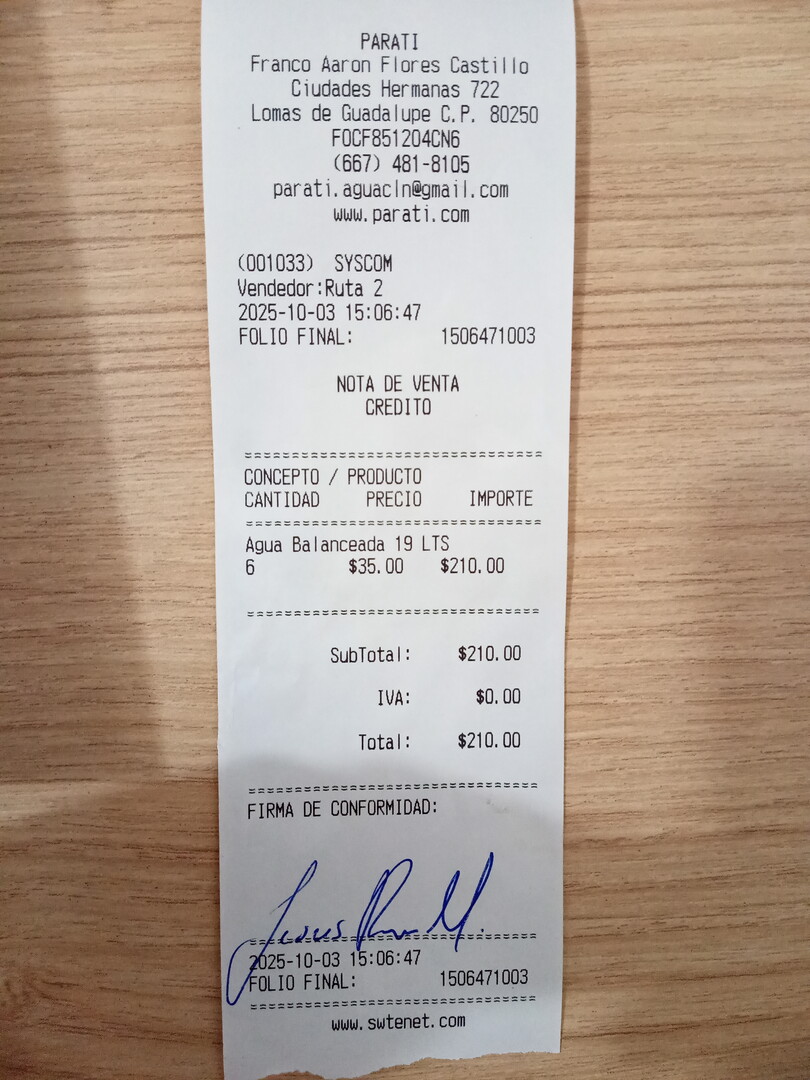 PARATI
Franco Aaron Flores Castillo
Ciudades Hermanas 722
Lomas de Guadalupe C.P. 80250
FOCF851204CN6
(667) 481-8105
parati.aguacln@gmail.com
www.parati.com
(001033) SYSCOM
Vendedor:Ruta 2
2025-10-03 15:06:47
FOLIO FINAL: 1506471003
NOTA DE VENTA
CREDITO
CONCEPTO / PRODUCTO
CANTIDAD PRECIO IMPORTE
Agua Balanceada 19 LTS
6 $35.00 $210.00
SubTotal: $210.00
IVA: $0.00
Total: $210.00
FIRMA DE CONFORMIDAD:
Jesus
2025-10-03 15:06:47
FOLIO FINAL: 1506471003
www.swtenet.com